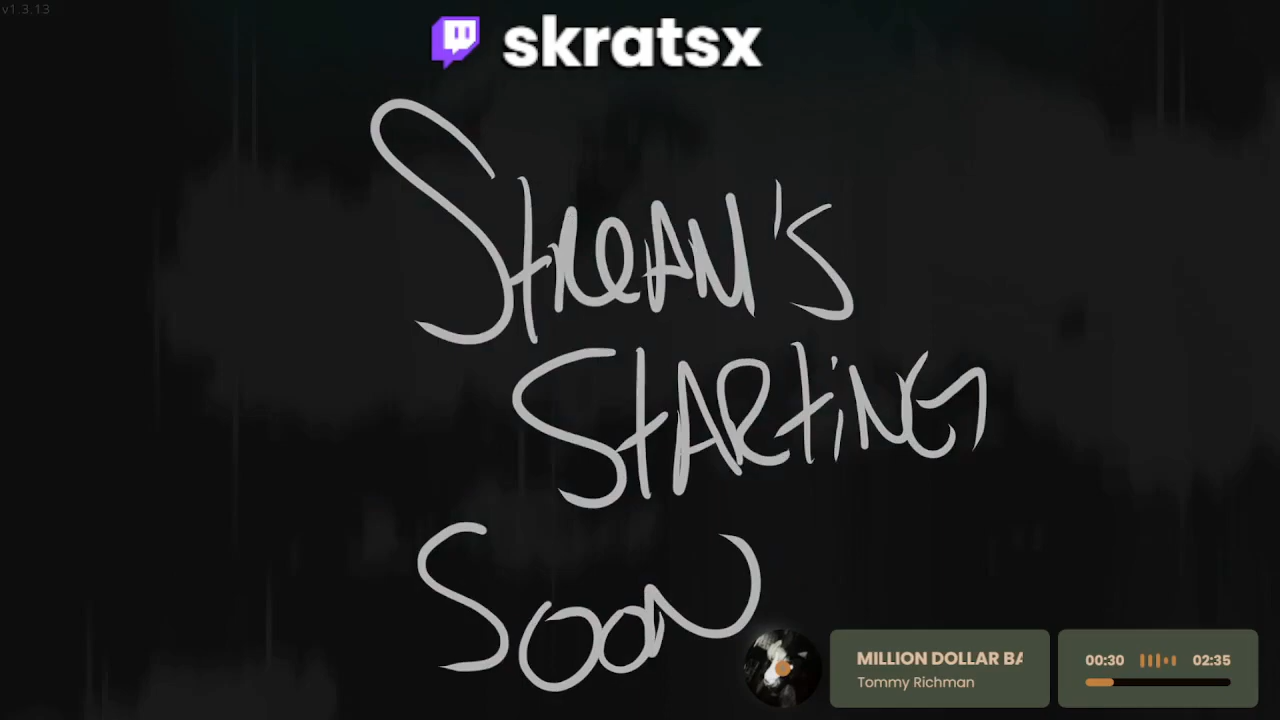 v1.3.13
skratsx
STREAM'S
STARTiNG
SOON
MILLION DOLLAR BA
Tommy Richman
00:30 02:35